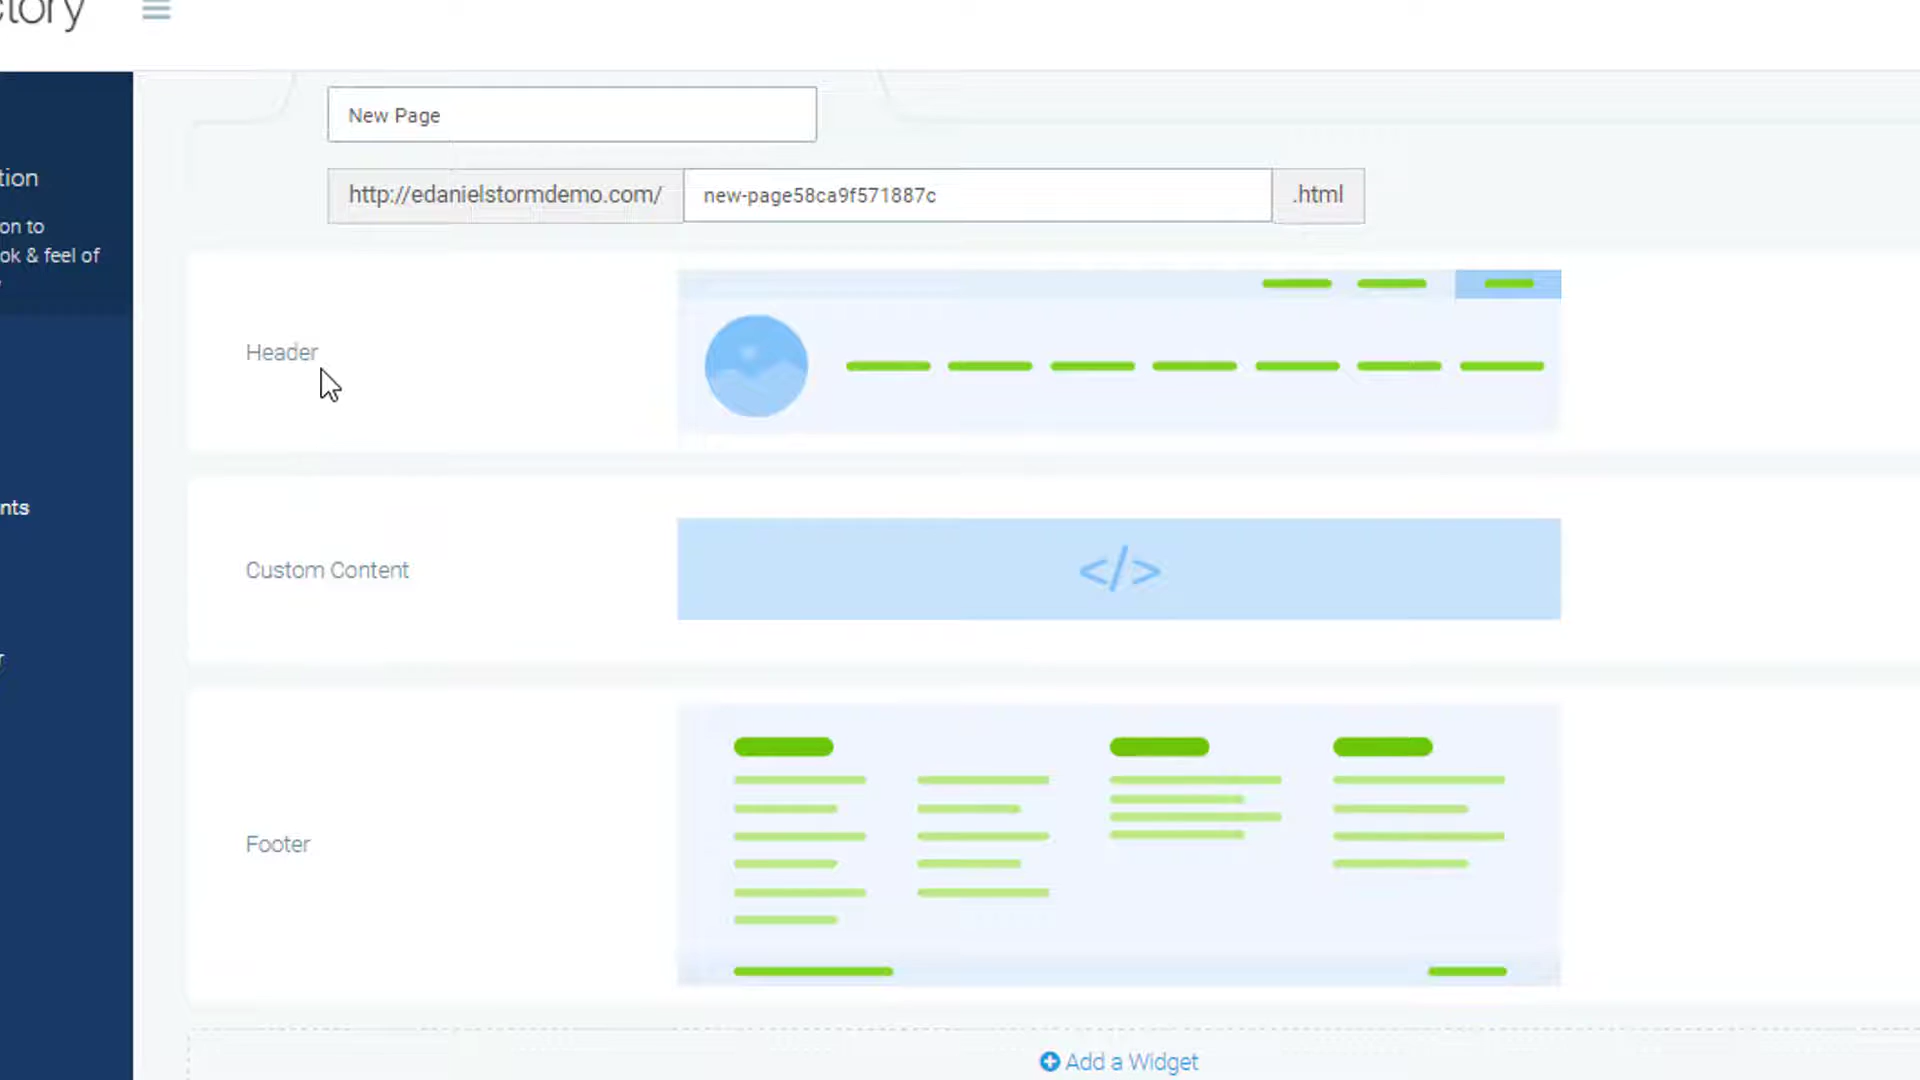 ctory
New Page
http://edanielstormdemo.com/ new-page58ca9f571887c .html
tion
on to
ok & feel of
Header
nts
Custom Content
</>
r
Footer
Add a Widget